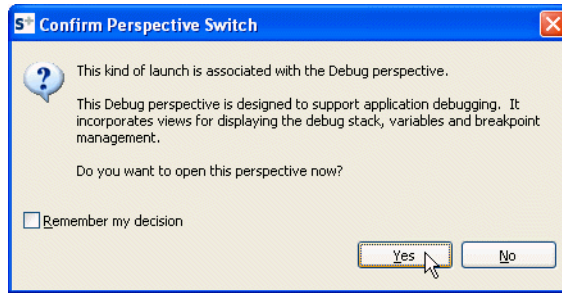 S+ Confirm Perspective Switch
This kind of launch is associated with the Debug perspective.
This Debug perspective is designed to support application debugging. It
incorporates views for displaying the debug stack, variables and breakpoint
management.
Do you want to open this perspective now?
Remember my decision
Yes No